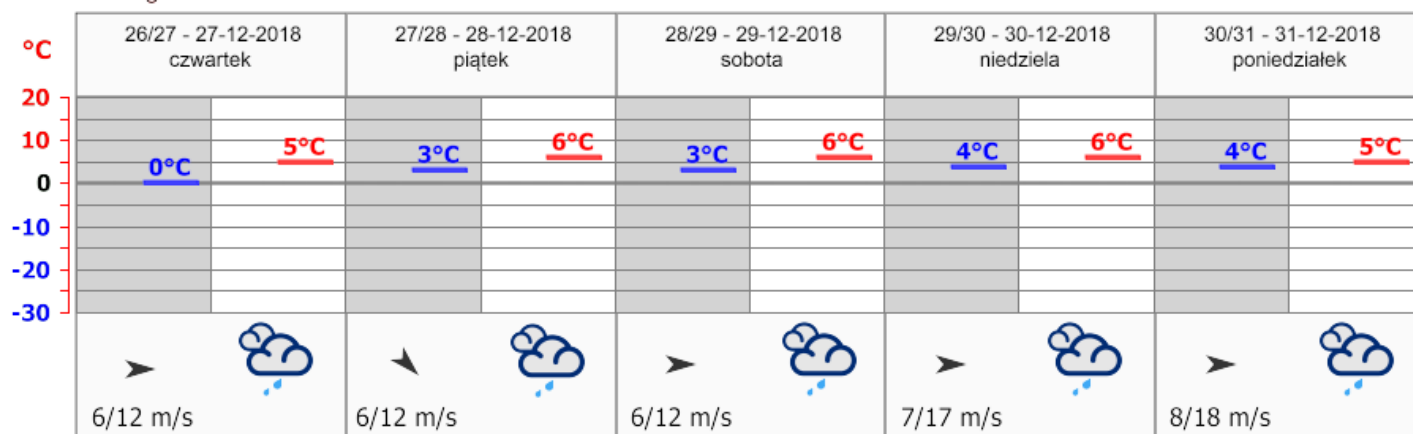 °C
26/27 - 27-12-2018
czwartek
27/28 - 28-12-2018
piątek
28/29 - 29-12-2018
sobota
29/30 - 30-12-2018
niedziela
30/31 - 31-12-2018
poniedziałek
20
10
0
-10
-20
-30
0°C 5°C 3°C 6°C 3°C 6°C 4°C 6°C 4°C 5°C
6/12 m/s 6/12 m/s 6/12 m/s 7/17 m/s 8/18 m/s